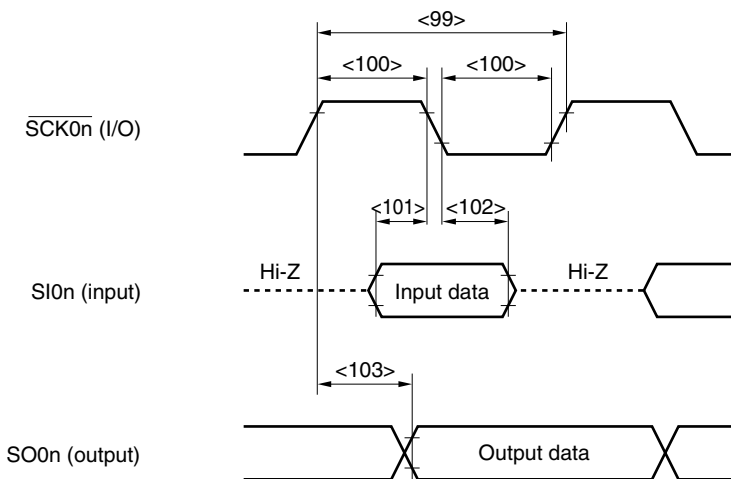 <99>
<100> <100>
SCK0n (I/O)
<101> <102>
Hi-Z Hi-Z
SI0n (input) Input data
<103>
SO0n (output) Output data